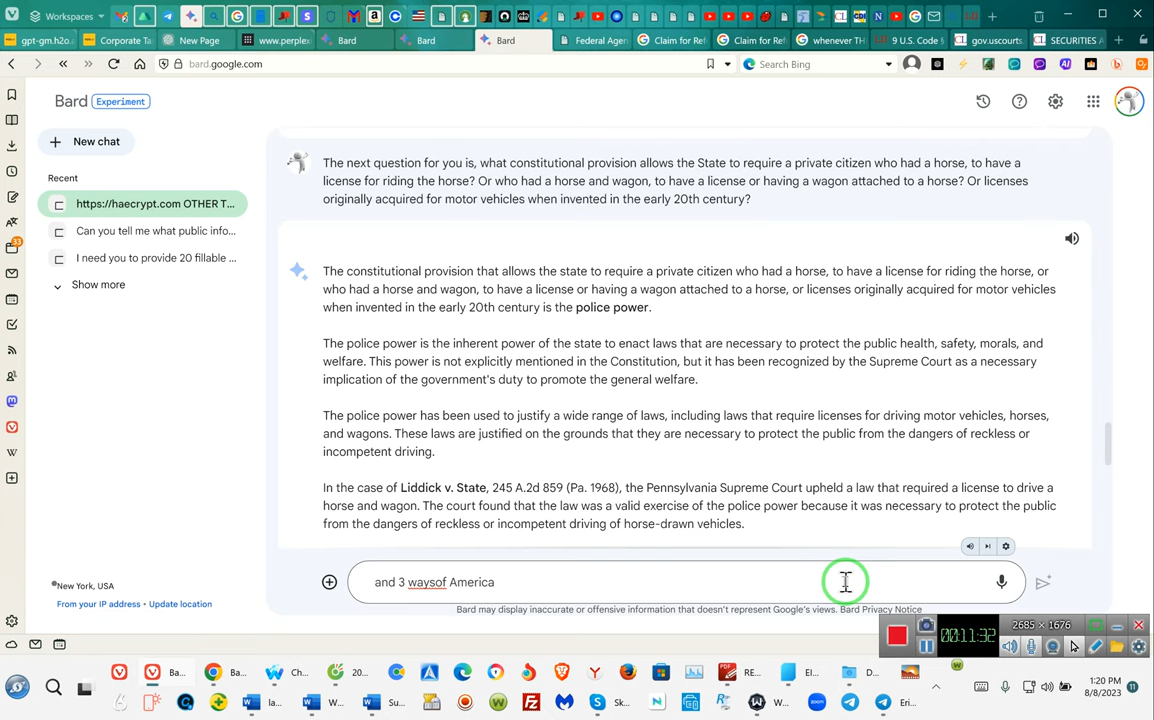 Workspaces
gpt-gm.h2o
Corporate Ta
New Page
www.perplex
Bard
Bard
Bard
Federal Agen
Claim for Ref
Claim for Ref
whenever TH
9 U.S. Code §
gov.uscourts
SECURITIES A
bard.google.com
Search Bing
Bard Experiment
New chat
Recent
https://haecrypt.com OTHER T...
Can you tell me what public info...
I need you to provide 20 fillable ...
Show more
The next question for you is, what constitutional provision allows the State to require a private citizen who had a horse, to have a
license for riding the horse? Or who had a horse and wagon, to have a license or having a wagon attached to a horse? Or licenses
originally acquired for motor vehicles when invented in the early 20th century?
The constitutional provision that allows the state to require a private citizen who had a horse, to have a license for riding the horse, or
who had a horse and wagon, to have a license or having a wagon attached to a horse, or licenses originally acquired for motor vehicles
when invented in the early 20th century is the police power.
The police power is the inherent power of the state to enact laws that are necessary to protect the public health, safety, morals, and
welfare. This power is not explicitly mentioned in the Constitution, but it has been recognized by the Supreme Court as a necessary
implication of the government's duty to promote the general welfare.
The police power has been used to justify a wide range of laws, including laws that require licenses for driving motor vehicles, horses,
and wagons. These laws are justified on the grounds that they are necessary to protect the public from the dangers of reckless or
incompetent driving.
In the case of Liddick v. State, 245 A.2d 859 (Pa. 1968), the Pennsylvania Supreme Court upheld a law that required a license to drive a
horse and wagon. The court found that the law was a valid exercise of the police power because it was necessary to protect the public
from the dangers of reckless or incompetent driving of horse-drawn vehicles.
and 3 waysof America
New York, USA
From your IP address • Update location
Bard may display inaccurate or offensive information that doesn't represent Google's views. Bard Privacy Notice
00:11:32
2685 × 1676
Ba...
Ba...
Ch...
20...
RE...
El...
D...
la...
W...
Su...
Sk...
W...
Eri...
1:20 PM
8/8/2023